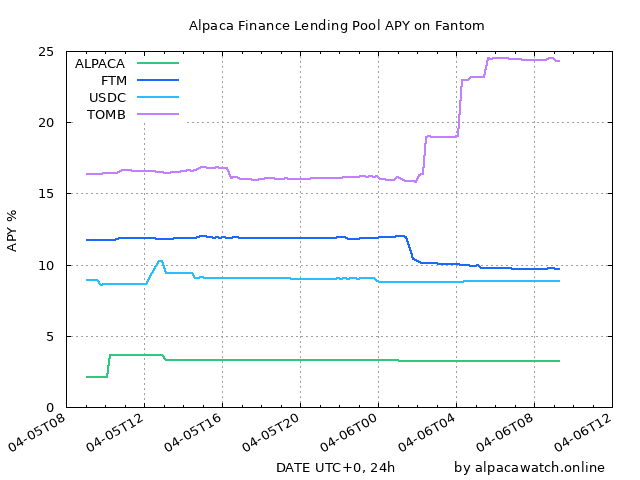 Alpaca Finance Lending Pool APY on Fantom
ALPACA
FTM
USDC
TOMB
25
20
15
10
5
0
APY %
04-05T08
04-05T12
04-05T16
04-05T20
04-06T00
04-06T04
04-06T08
04-06T12
DATE UTC+0, 24h
by alpacawatch.online